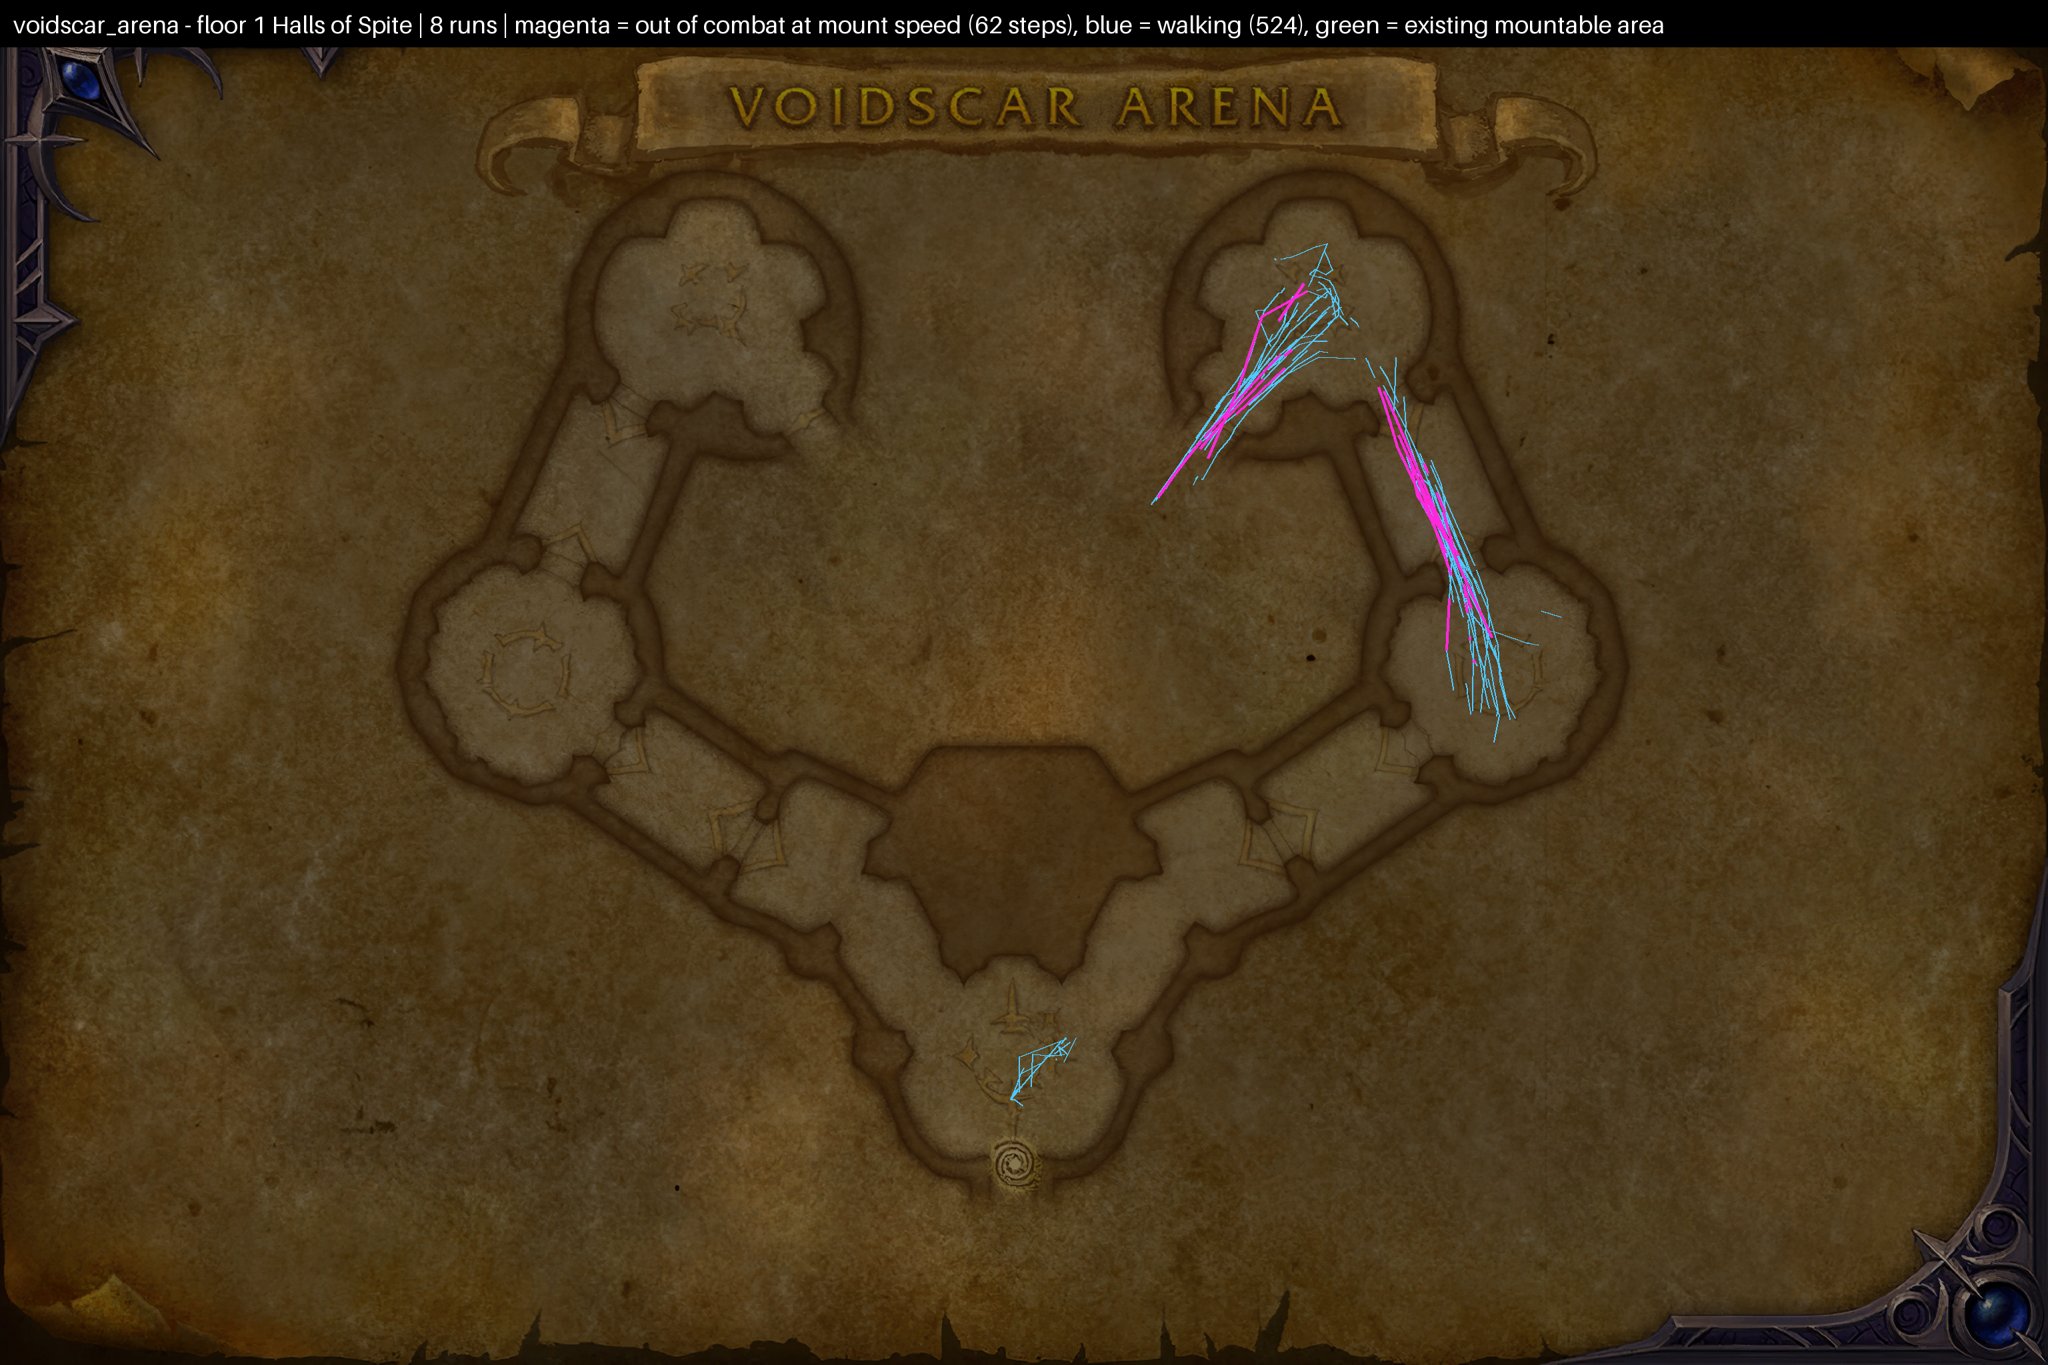 voidscar_arena - floor 1 Halls of Spite | 8 runs | magenta = out of combat at mount speed (62 steps), blue = walking (524), green = existing mountable area
VOIDSCAR ARENA